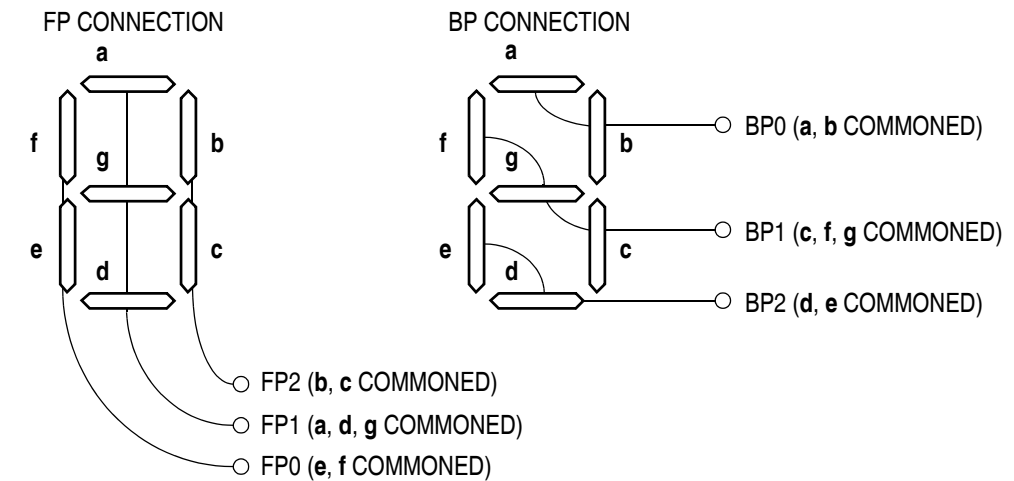 FP CONNECTION
a
f
b
g
e
c
d
FP2 (b, c COMMONED)
FP1 (a, d, g COMMONED)
FP0 (e, f COMMONED)
BP CONNECTION
a
f
b
g
e
c
d
BP0 (a, b COMMONED)
BP1 (c, f, g COMMONED)
BP2 (d, e COMMONED)